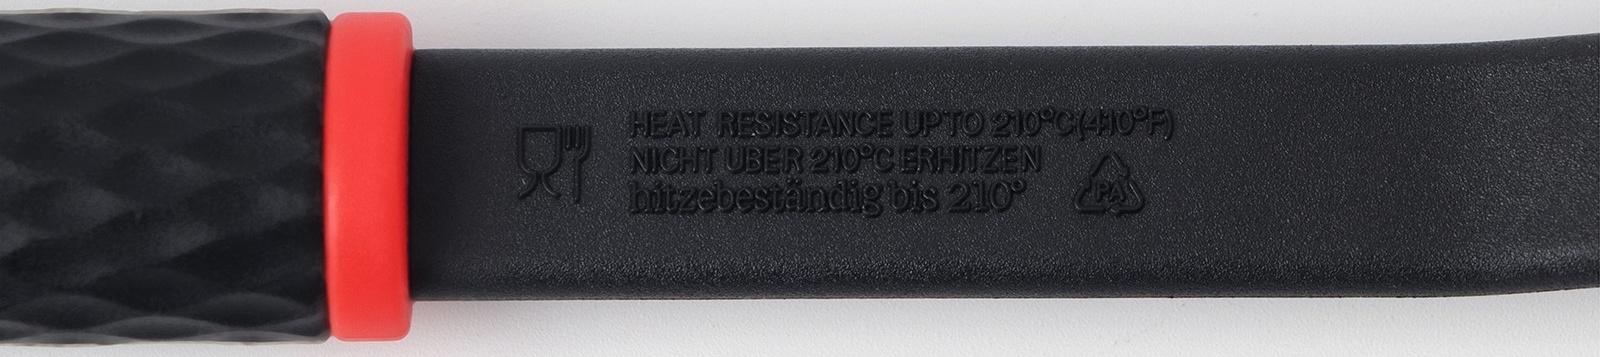 HEAT RESISTANCE UP TO 210°C(410°F)
NICHT UBER 210°C ERHITZEN
hitzebeständig bis 210°
PA